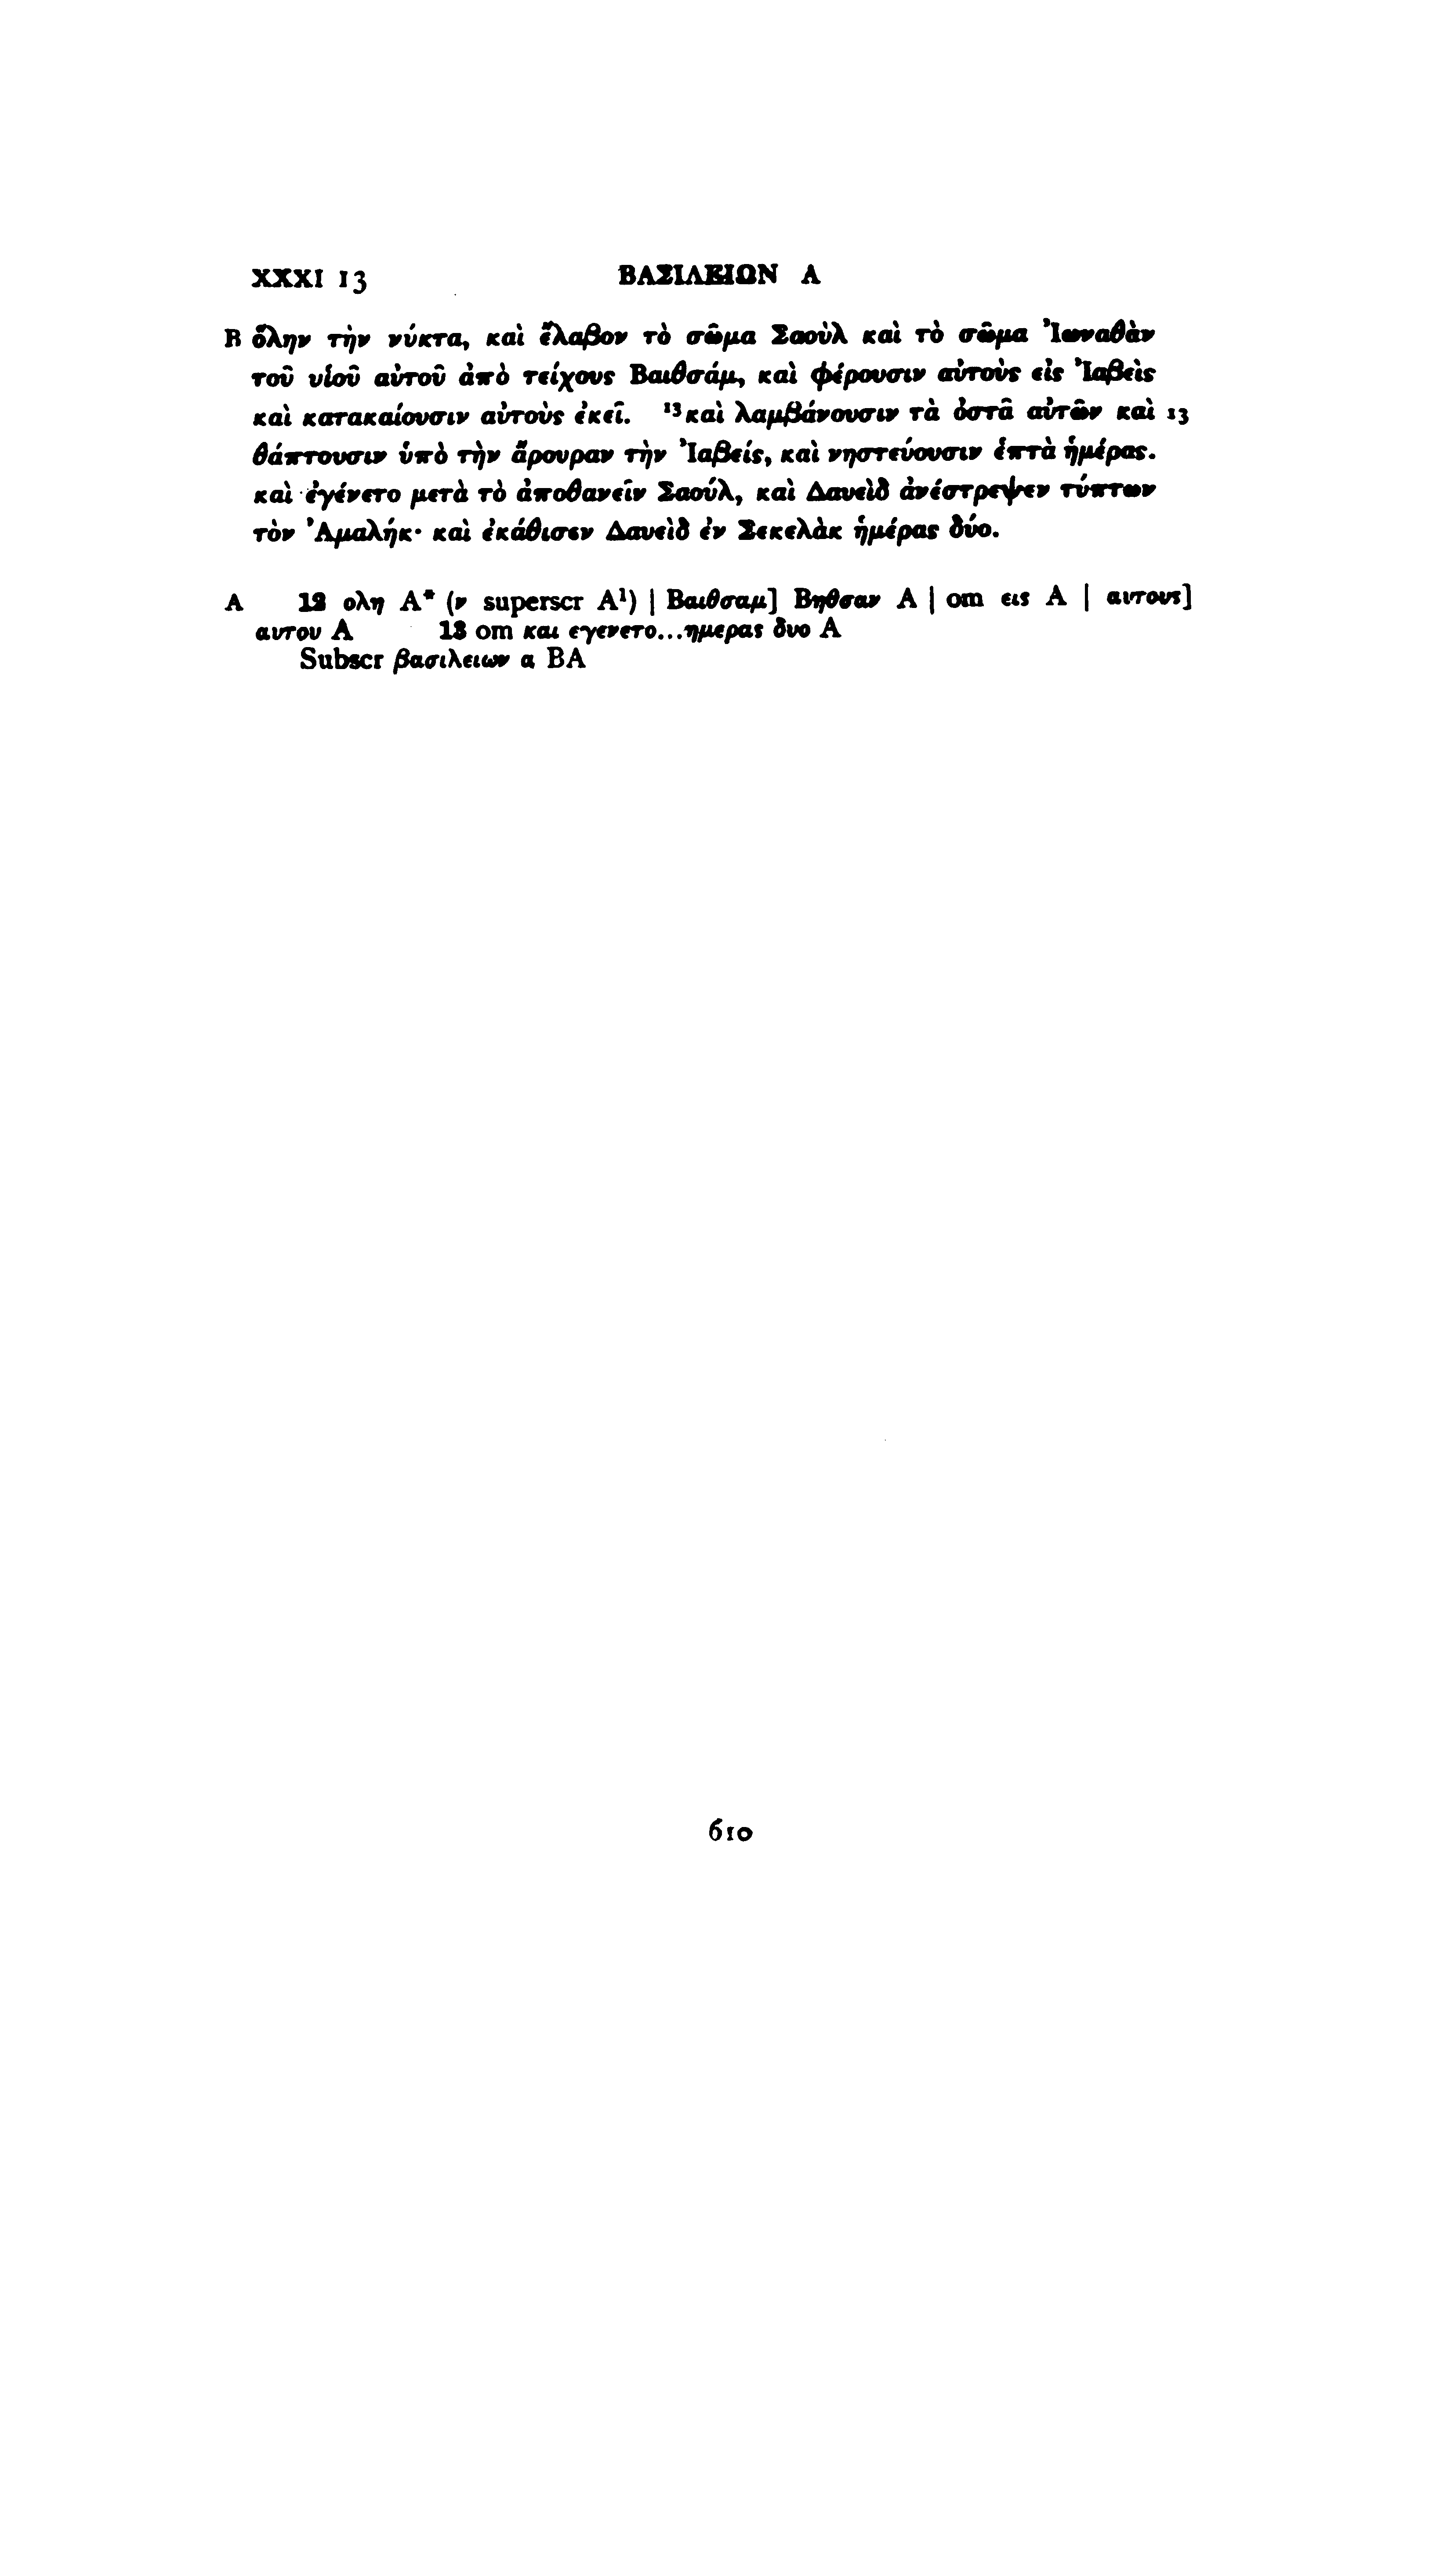 XXXI 13 ΒΑΣΙΛΕΙΩΝ Α
B ὅλην τὴν νύκτα, καὶ ἔλαβον τὸ σῶμα Σαοὺλ καὶ τὸ σῶμα Ἰωναθὰν
τοῦ υἱοῦ αὐτοῦ ἀπὸ τείχους Βαιθσάμ, καὶ φέρουσιν αὐτοὺς εἰς Ἰαβεὶς
καὶ κατακαίουσιν αὐτοὺς ἐκεῖ. ¹³καὶ λαμβάνουσιν τὰ ὀστᾶ αὐτῶν καὶ 13
θάπτουσιν ὑπὸ τὴν ἄρουραν τὴν Ἰαβείς, καὶ νηστεύουσιν ἑπτὰ ἡμέρας.
καὶ ἐγένετο μετὰ τὸ ἀποθανεῖν Σαούλ, καὶ Δαυεὶδ ἀνέστρεψεν τύπτων
τὸν Ἀμαλήκ· καὶ ἐκάθισεν Δαυεὶδ ἐν Σεκελὰκ ἡμέρας δύο.
A 12 ολη A* (ν superscr A¹) | Βαιθσαμ] Βηθσαν A | om εις A | αυτους]
αυτου A 13 om και εγενετο...ημερας δυο A
Subscr βασιλειων α BA
610